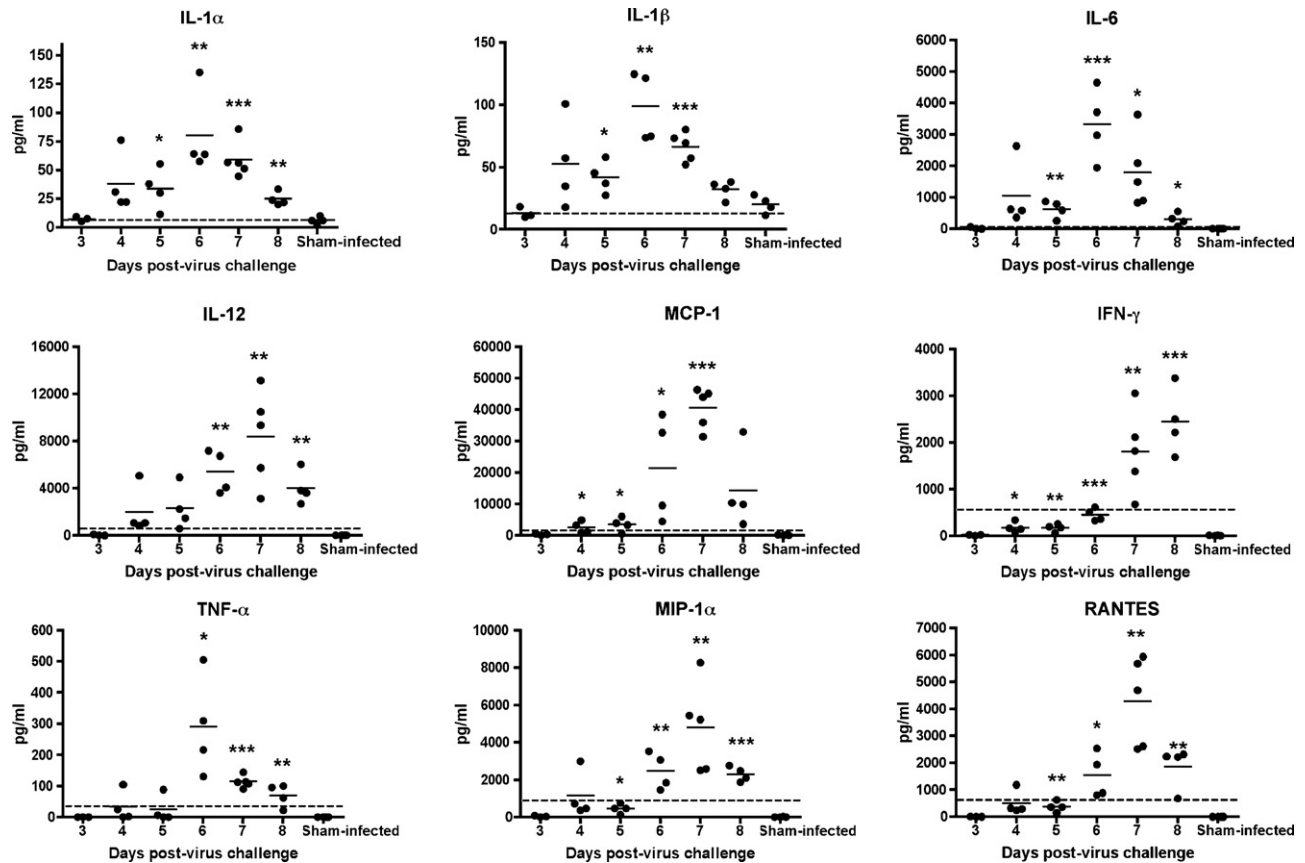 IL-1α
**
***
*
**
150
125
100
75
50
25
0
pg/ml
3 4 5 6 7 8 Sham-infected
Days post-virus challenge
IL-1β
**
***
*
150
100
50
0
pg/ml
3 4 5 6 7 8 Sham-infected
Days post-virus challenge
IL-6
***
*
**
*
6000
5000
4000
3000
2000
1000
0
pg/ml
3 4 5 6 7 8 Sham-infected
Days post-virus challenge
IL-12
**
**
**
16000
12000
8000
4000
0
pg/ml
3 4 5 6 7 8 Sham-infected
Days post-virus challenge
MCP-1
***
*
* *
60000
50000
40000
30000
20000
10000
0
pg/ml
3 4 5 6 7 8 Sham-infected
Days post-virus challenge
IFN-γ
***
**
***
* **
4000
3000
2000
1000
0
pg/ml
3 4 5 6 7 8 Sham-infected
Days post-virus challenge
TNF-α
*
***
**
600
500
400
300
200
100
0
pg/ml
3 4 5 6 7 8 Sham-infected
Days post-virus challenge
MIP-1α
**
**
***
*
10000
8000
6000
4000
2000
0
pg/ml
3 4 5 6 7 8 Sham-infected
Days post-virus challenge
RANTES
**
*
**
**
7000
6000
5000
4000
3000
2000
1000
0
pg/ml
3 4 5 6 7 8 Sham-infected
Days post-virus challenge